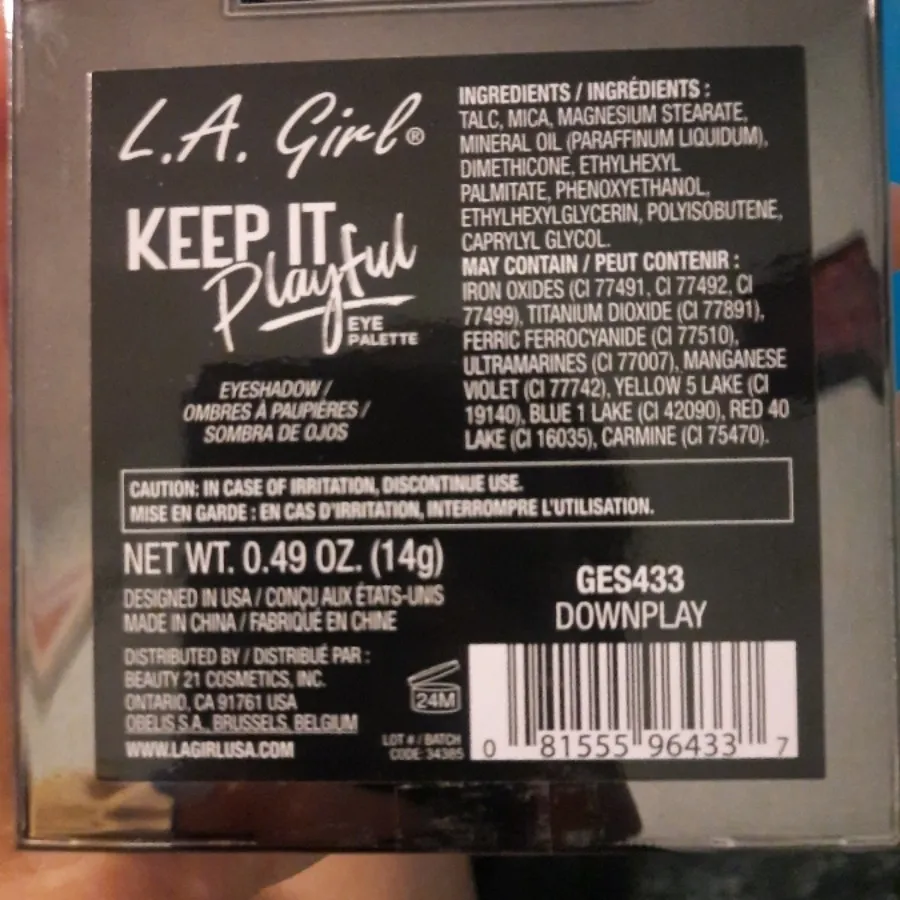 L.A. Girl®
KEEP IT
Playful
EYE
PALETTE
EYESHADOW /
OMBRES À PAUPIÈRES /
SOMBRA DE OJOS
INGREDIENTS / INGRÉDIENTS :
TALC, MICA, MAGNESIUM STEARATE,
MINERAL OIL (PARAFFINUM LIQUIDUM),
DIMETHICONE, ETHYLHEXYL
PALMITATE, PHENOXYETHANOL,
ETHYLHEXYLGLYCERIN, POLYISOBUTENE,
CAPRYLYL GLYCOL.
MAY CONTAIN / PEUT CONTENIR :
IRON OXIDES (CI 77491, CI 77492, CI
77499), TITANIUM DIOXIDE (CI 77891),
FERRIC FERROCYANIDE (CI 77510),
ULTRAMARINES (CI 77007), MANGANESE
VIOLET (CI 77742), YELLOW 5 LAKE (CI
19140), BLUE 1 LAKE (CI 42090), RED 40
LAKE (CI 16035), CARMINE (CI 75470).
CAUTION: IN CASE OF IRRITATION, DISCONTINUE USE.
MISE EN GARDE : EN CAS D'IRRITATION, INTERROMPRE L'UTILISATION.
NET WT. 0.49 OZ. (14g)
DESIGNED IN USA / CONÇU AUX ÉTATS-UNIS
MADE IN CHINA / FABRIQUÉ EN CHINE
DISTRIBUTED BY / DISTRIBUÉ PAR :
BEAUTY 21 COSMETICS, INC.
ONTARIO, CA 91761 USA
OBELIS S.A., BRUSSELS, BELGIUM
WWW.LAGIRLUSA.COM
24M
LOT # / BATCH
CODE: 34385
GES433
DOWNPLAY
0 81555 96433 7